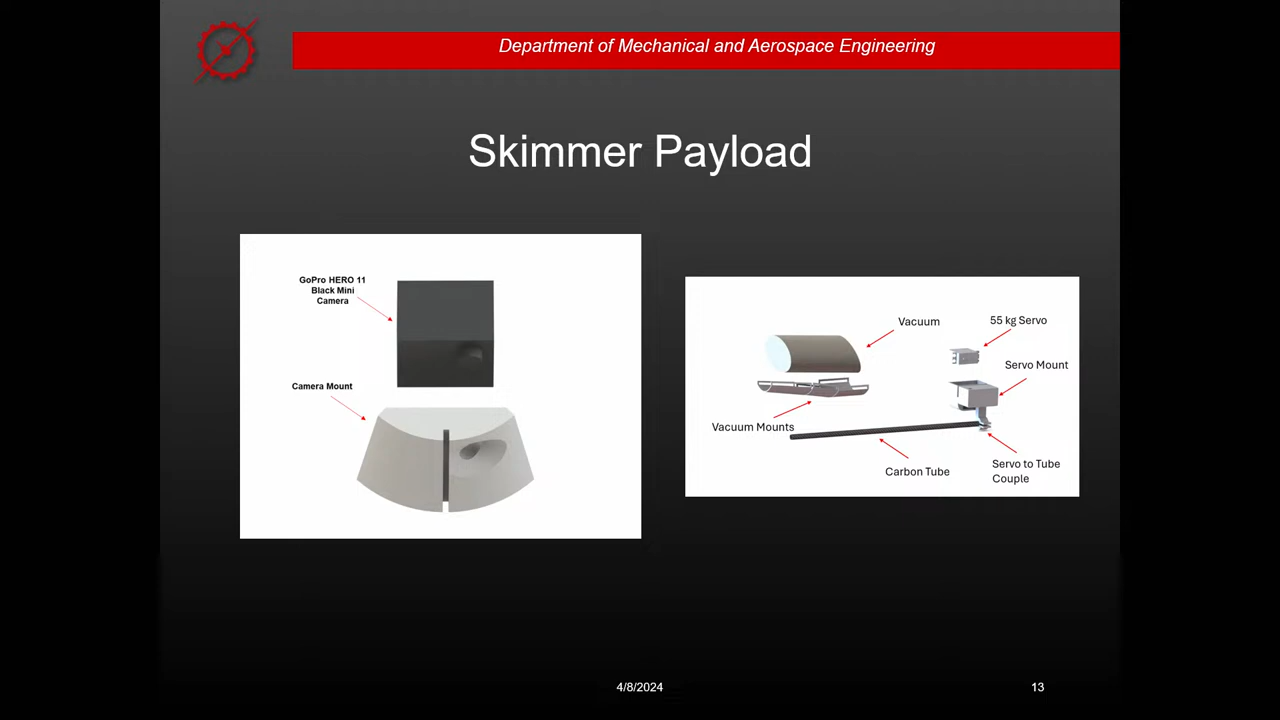 Department of Mechanical and Aerospace Engineering
Skimmer Payload
GoPro HERO 11
Black Mini
Camera
Camera Mount
Vacuum
55 kg Servo
Servo Mount
Vacuum Mounts
Carbon Tube
Servo to Tube
Couple
4/8/2024
13